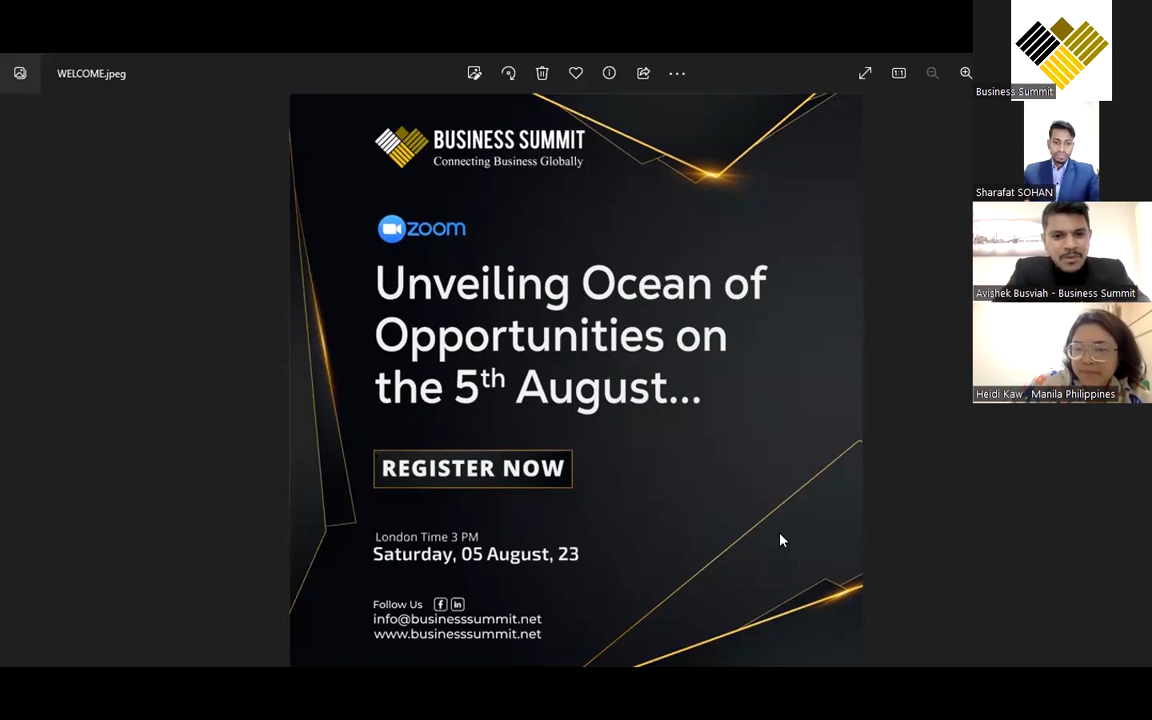 WELCOME.jpeg
BUSINESS SUMMIT
Connecting Business Globally
zoom
Unveiling Ocean of
Opportunities on
the 5th August...
REGISTER NOW
London Time 3 PM
Saturday, 05 August, 23
Follow Us
info@businesssummit.net
www.businesssummit.net
Business Summit
Sharafat SOHAN
Avishek Busviah - Business Summit
Heidi Kaw , Manila Philippines